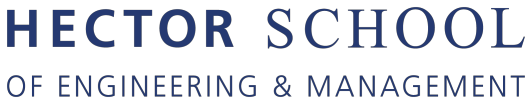 HECTOR SCHOOL
OF ENGINEERING & MANAGEMENT